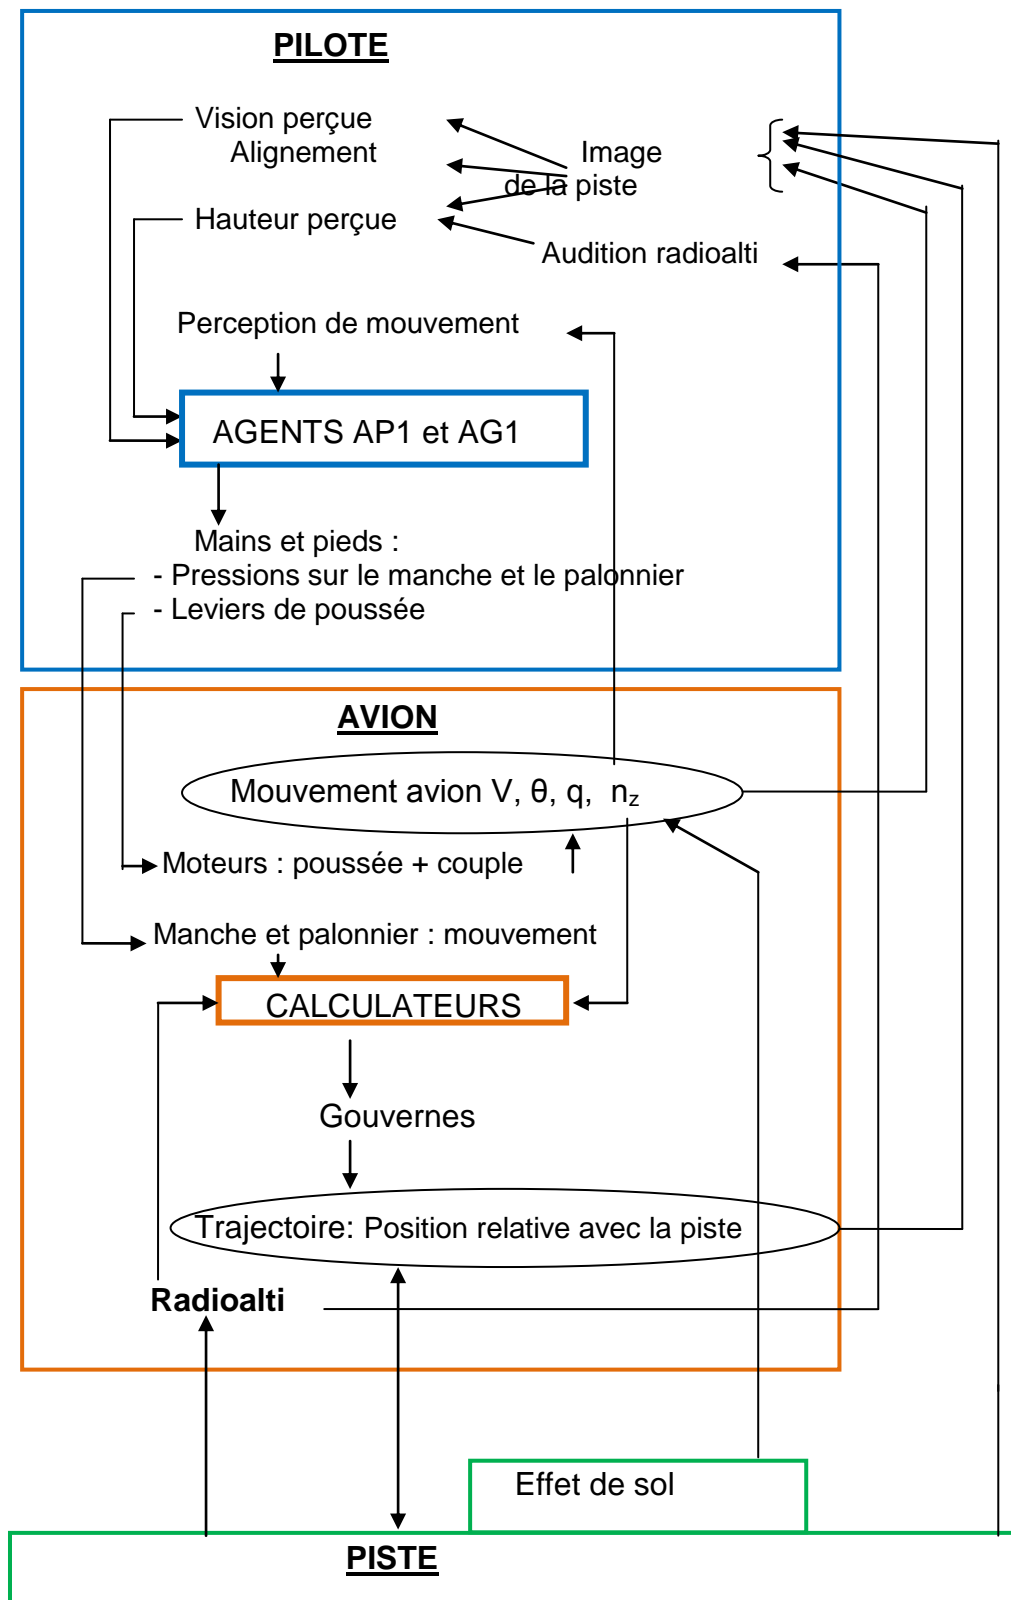 PILOTE
Vision perçue
Alignement
Image
de la piste
Hauteur perçue
Audition radioalti
Perception de mouvement
AGENTS AP1 et AG1
Mains et pieds :
- Pressions sur le manche et le palonnier
- Leviers de poussée
AVION
Mouvement avion V, θ, q, n_z
Moteurs : poussée + couple
Manche et palonnier : mouvement
CALCULATEURS
Gouvernes
Trajectoire: Position relative avec la piste
Radioalti
Effet de sol
PISTE